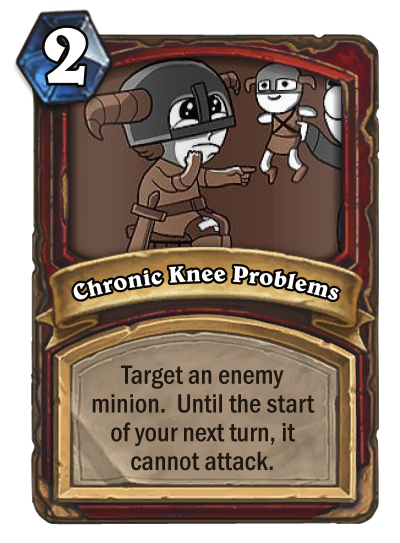 2
Chronic Knee Problems
Target an enemy
minion.  Until the start
of your next turn, it
cannot attack.